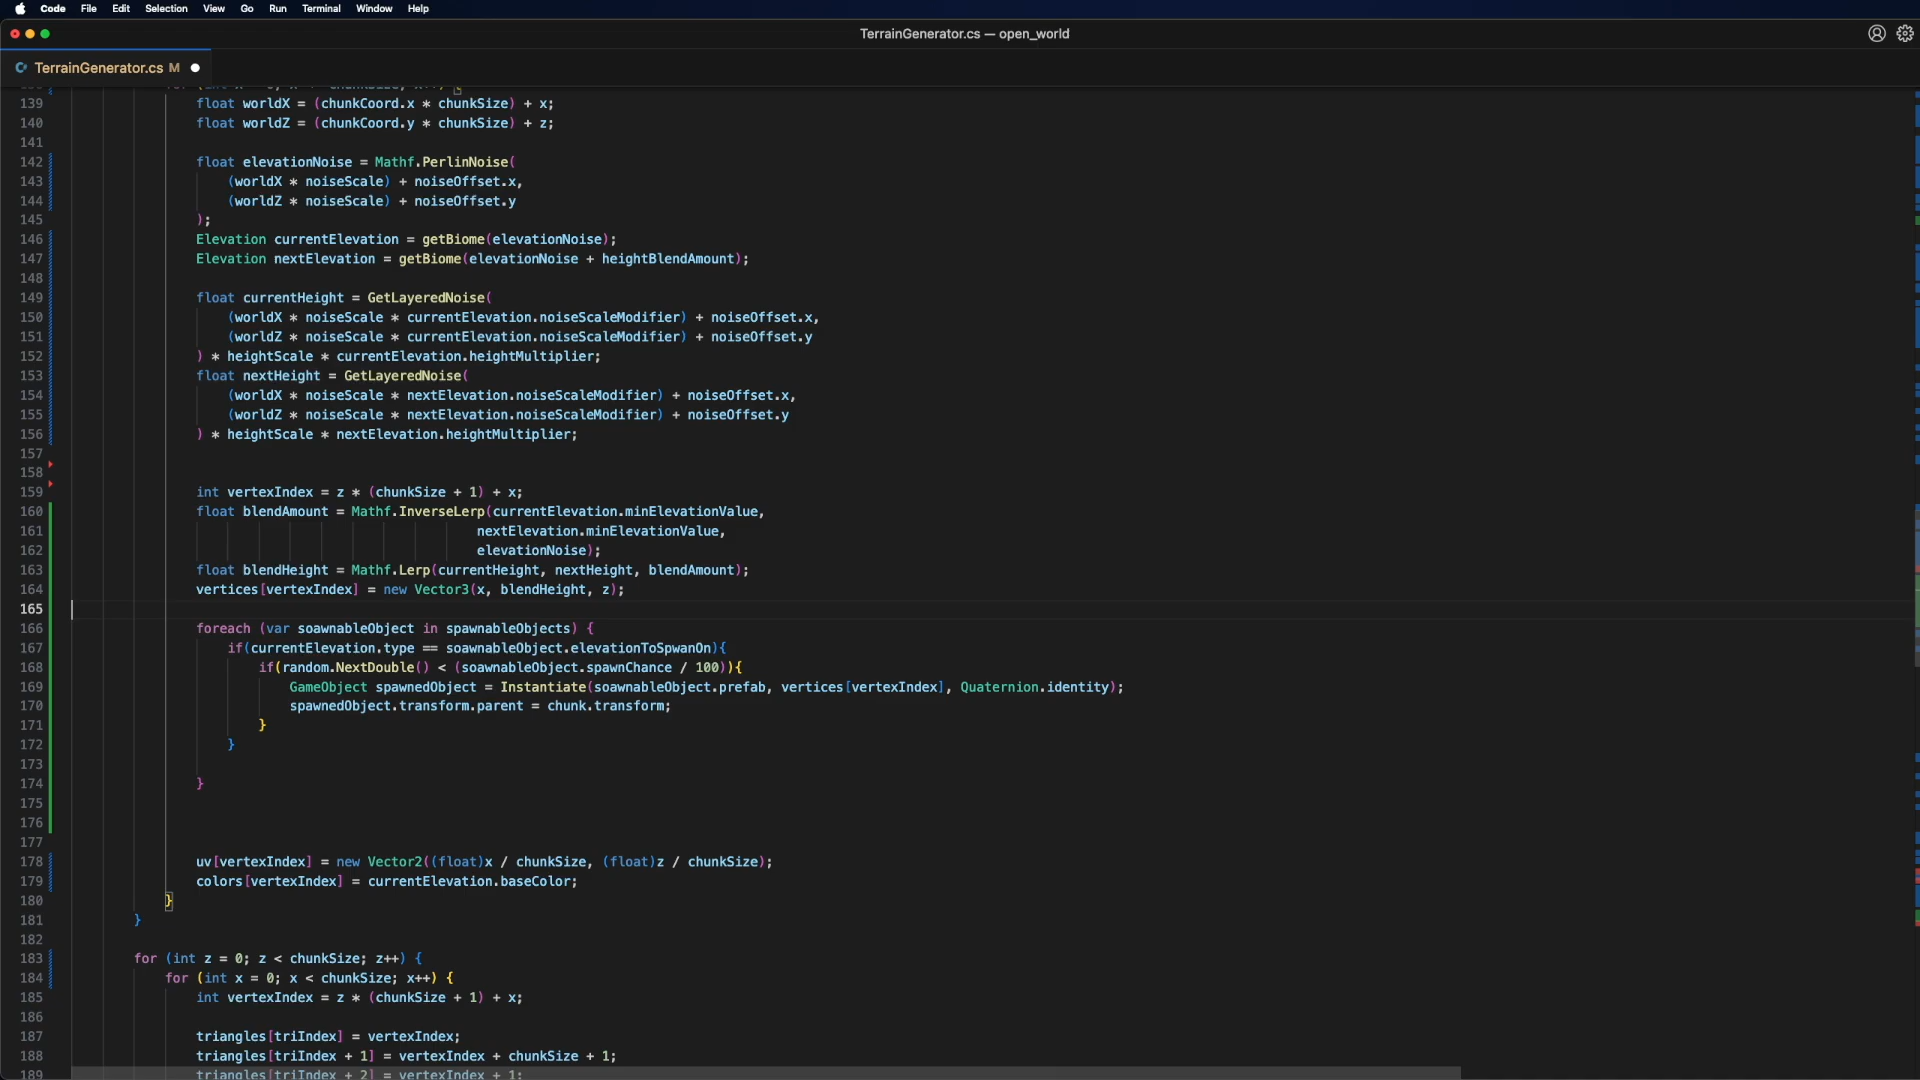 Code File Edit Selection View Go Run Terminal Window Help
TerrainGenerator.cs — open_world
TerrainGenerator.cs M
139 float worldX = (chunkCoord.x * chunkSize) + x;
140 float worldZ = (chunkCoord.y * chunkSize) + z;
141
142 float elevationNoise = Mathf.PerlinNoise(
143 (worldX * noiseScale) + noiseOffset.x,
144 (worldZ * noiseScale) + noiseOffset.y
145 );
146 Elevation currentElevation = getBiome(elevationNoise);
147 Elevation nextElevation = getBiome(elevationNoise + heightBlendAmount);
148
149 float currentHeight = GetLayeredNoise(
150 (worldX * noiseScale * currentElevation.noiseScaleModifier) + noiseOffset.x,
151 (worldZ * noiseScale * currentElevation.noiseScaleModifier) + noiseOffset.y
152 ) * heightScale * currentElevation.heightMultiplier;
153 float nextHeight = GetLayeredNoise(
154 (worldX * noiseScale * nextElevation.noiseScaleModifier) + noiseOffset.x,
155 (worldZ * noiseScale * nextElevation.noiseScaleModifier) + noiseOffset.y
156 ) * heightScale * nextElevation.heightMultiplier;
157
158
159 int vertexIndex = z * (chunkSize + 1) + x;
160 float blendAmount = Mathf.InverseLerp(currentElevation.minElevationValue,
161 nextElevation.minElevationValue,
162 elevationNoise);
163 float blendHeight = Mathf.Lerp(currentHeight, nextHeight, blendAmount);
164 vertices[vertexIndex] = new Vector3(x, blendHeight, z);
165
166 foreach (var soawnableObject in spawnableObjects) {
167 if(currentElevation.type == soawnableObject.elevationToSpwanOn){
168 if(random.NextDouble() < (soawnableObject.spawnChance / 100)){
169 GameObject spawnedObject = Instantiate(soawnableObject.prefab, vertices[vertexIndex], Quaternion.identity);
170 spawnedObject.transform.parent = chunk.transform;
171 }
172 }
173
174 }
175
176
177
178 uv[vertexIndex] = new Vector2((float)x / chunkSize, (float)z / chunkSize);
179 colors[vertexIndex] = currentElevation.baseColor;
180 }
181 }
182
183 for (int z = 0; z < chunkSize; z++) {
184 for (int x = 0; x < chunkSize; x++) {
185 int vertexIndex = z * (chunkSize + 1) + x;
186
187 triangles[triIndex] = vertexIndex;
188 triangles[triIndex + 1] = vertexIndex + chunkSize + 1;
189 triangles[triIndex + 2] = vertexIndex + 1;